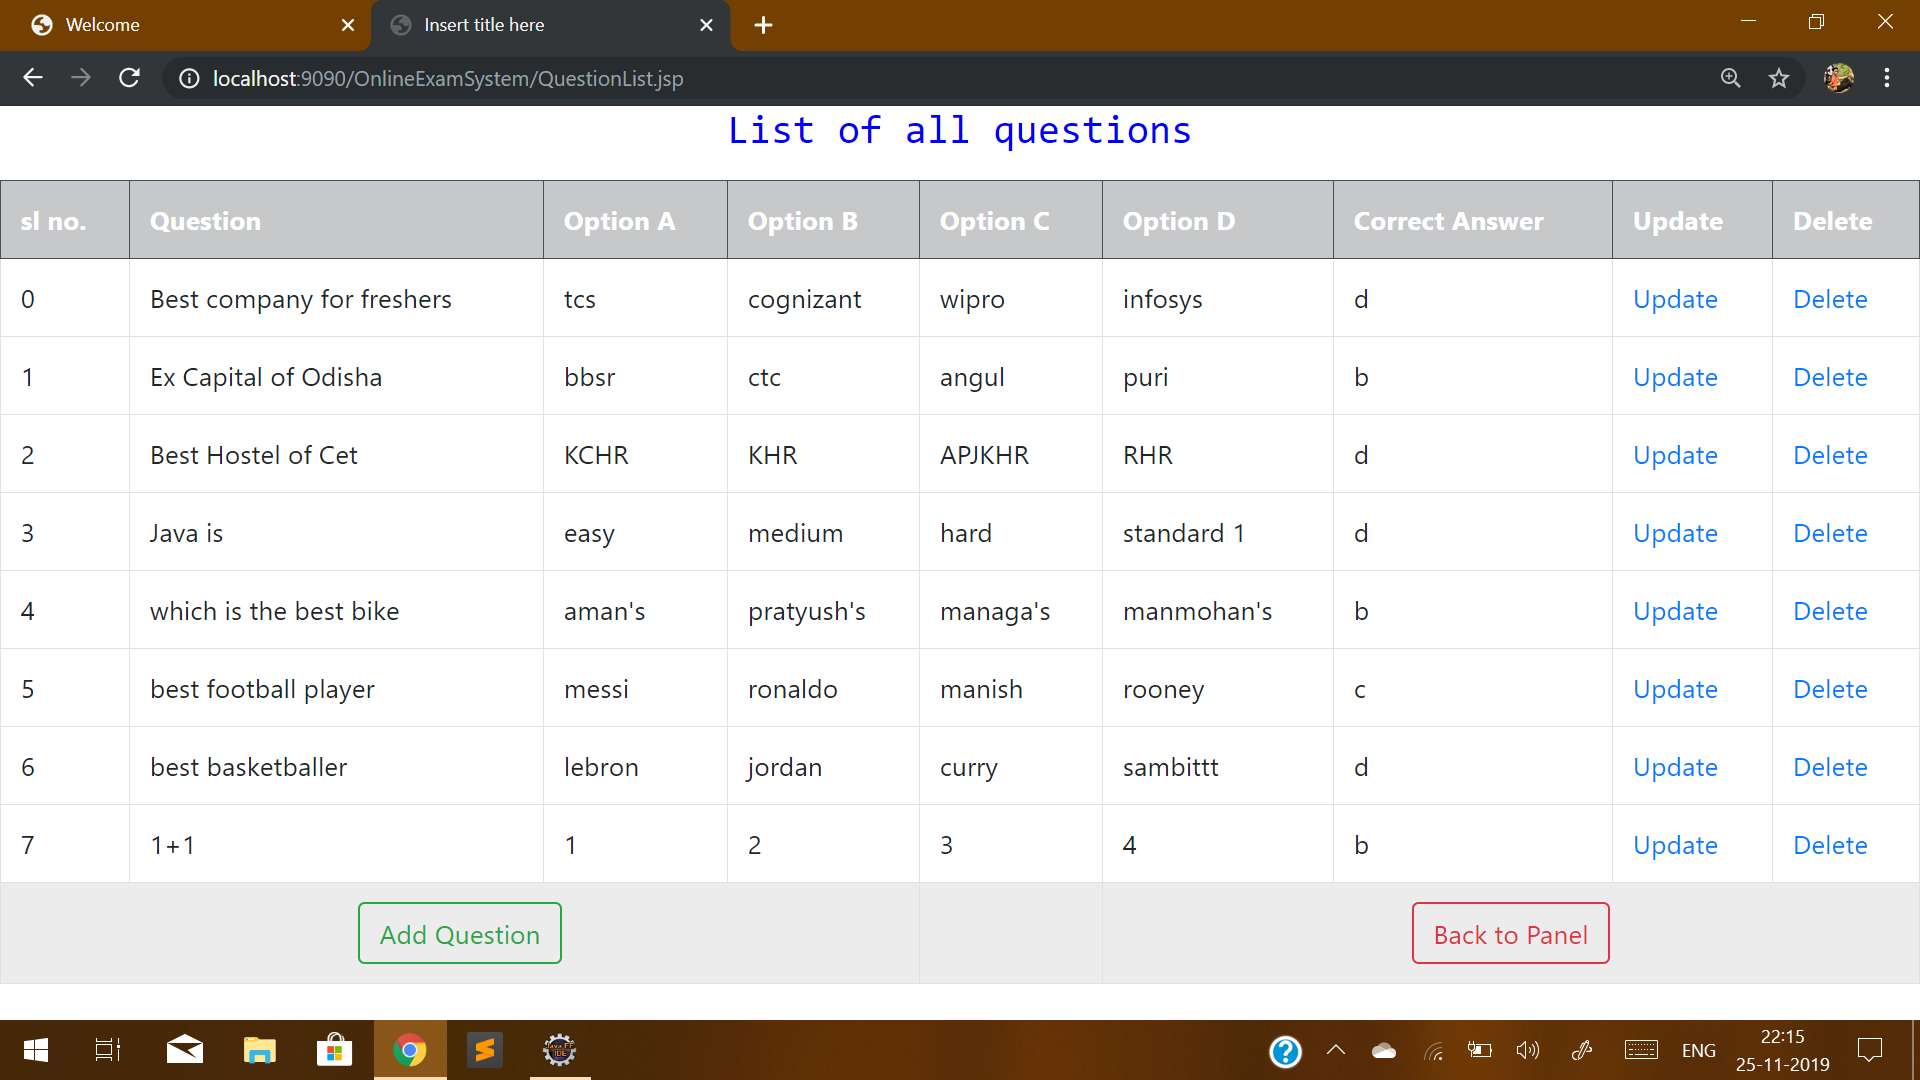 Welcome
Insert title here
localhost:9090/OnlineExamSystem/QuestionList.jsp
List of all questions
sl no. Question Option A Option B Option C Option D Correct Answer Update Delete
0 Best company for freshers tcs cognizant wipro infosys d Update Delete
1 Ex Capital of Odisha bbsr ctc angul puri b Update Delete
2 Best Hostel of Cet KCHR KHR APJKHR RHR d Update Delete
3 Java is easy medium hard standard 1 d Update Delete
4 which is the best bike aman's pratyush's managa's manmohan's b Update Delete
5 best football player messi ronaldo manish rooney c Update Delete
6 best basketballer lebron jordan curry sambittt d Update Delete
7 1+1 1 2 3 4 b Update Delete
Add Question Back to Panel
Java EE
IDE
ENG
22:15
25-11-2019